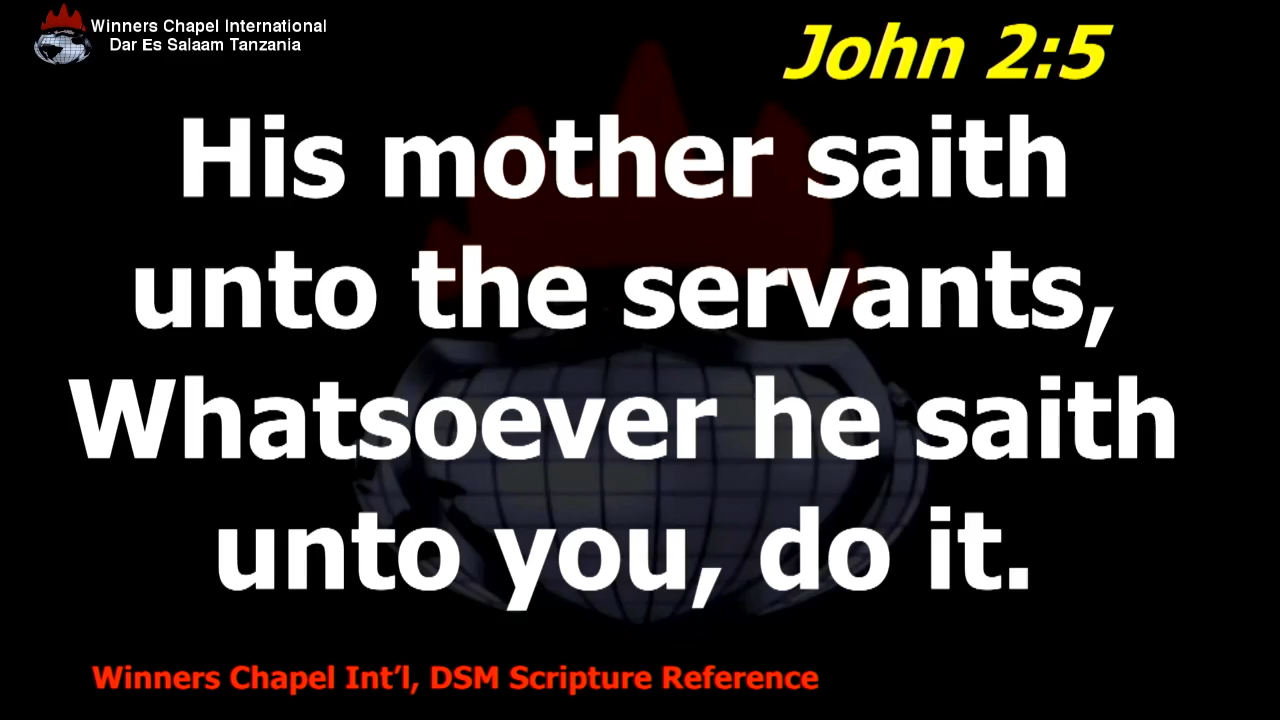 Winners Chapel International
Dar Es Salaam Tanzania
John 2:5
His mother saith
unto the servants,
Whatsoever he saith
unto you, do it.
Winners Chapel Int’l, DSM Scripture Reference